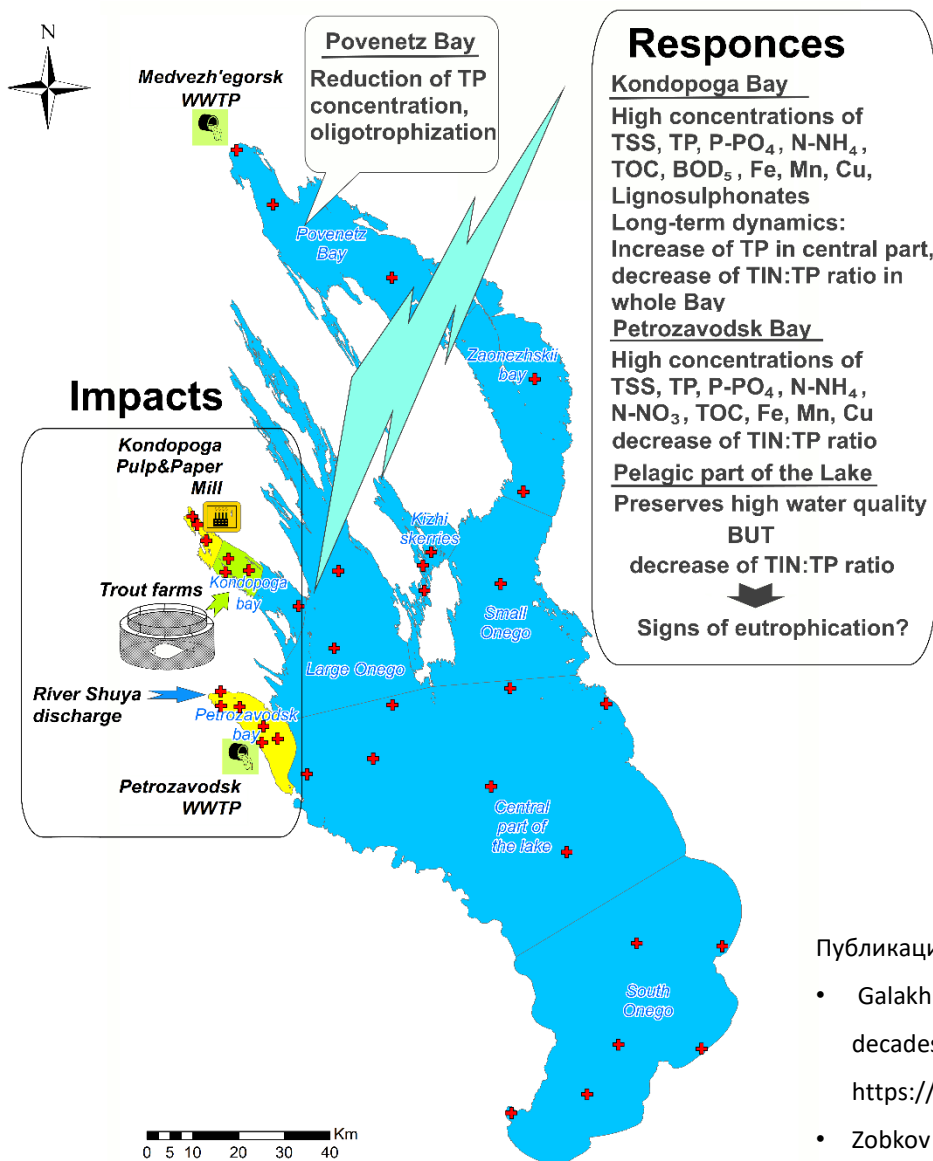 N
Medvezh'egorsk
WWTP
Povenetz Bay
Reduction of TP
concentration,
oligotrophization
Povenetz
Bay
Zaonezhskii
bay
Impacts
Kondopoga
Pulp&Paper
Mill
Kondopoga
bay
Trout farms
Kizhi
skerries
Small
Onego
Large Onego
River Shuya
discharge
Petrozavodsk
bay
Petrozavodsk
WWTP
Central
part of
the lake
South
Onego
Km
0 5 10 20 30 40
Responces
Kondopoga Bay
High concentrations of
TSS, TP, P-PO₄, N-NH₄,
TOC, BOD₅, Fe, Mn, Cu,
Lignosulphonates
Long-term dynamics:
Increase of TP in central part,
decrease of TIN:TP ratio in
whole Bay
Petrozavodsk Bay
High concentrations of
TSS, TP, P-PO₄, N-NH₄,
N-NO₃, TOC, Fe, Mn, Cu
decrease of TIN:TP ratio
Pelagic part of the Lake
Preserves high water quality
BUT
decrease of TIN:TP ratio
Signs of eutrophication?
Публикаци
• Galakh
decades
https://
• Zobkov